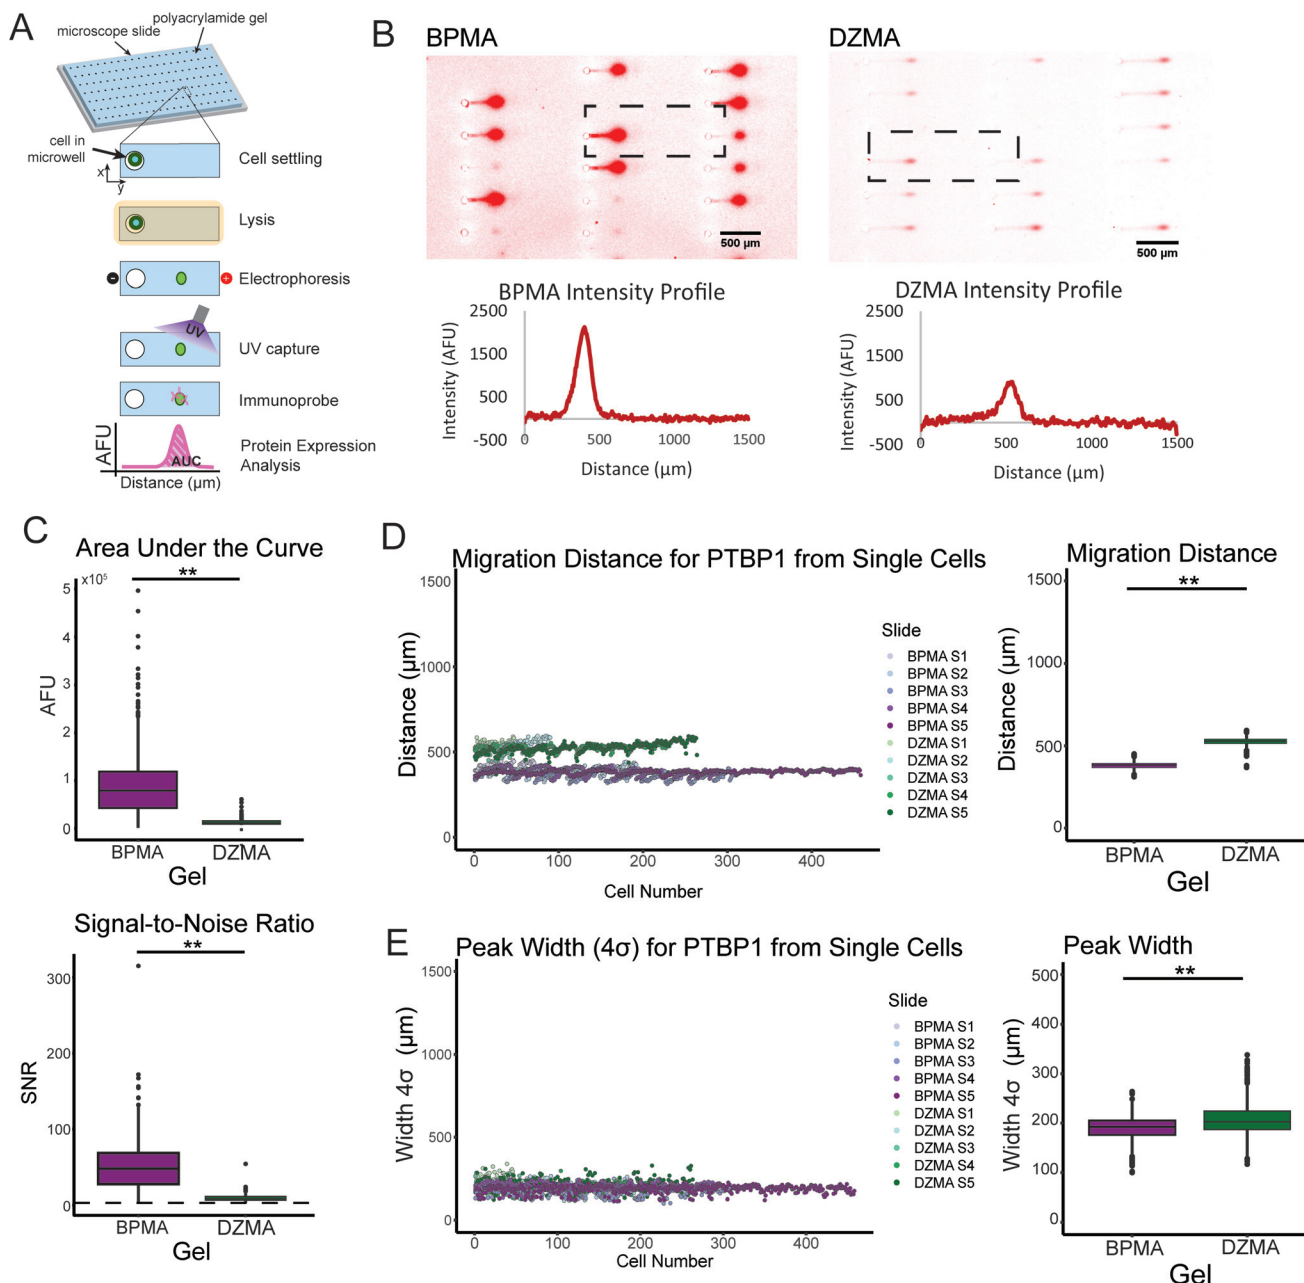 A
polyacrylamide gel
microscope slide
cell in
microwell
x
y
Cell settling
Lysis
-
+
Electrophoresis
UV
UV capture
Immunoprobe
AFU
AUC
Distance (µm)
Protein Expression
Analysis
B
BPMA
500 µm
DZMA
500 µm
BPMA Intensity Profile
Intensity (AFU)
2500
1500
500
-500
0
500
1000
1500
Distance (µm)
DZMA Intensity Profile
Intensity (AFU)
2500
1500
500
-500
0
500
1000
1500
Distance (µm)
C
Area Under the Curve
x10⁵
**
AFU
5
4
3
2
1
0
BPMA
DZMA
Gel
Signal-to-Noise Ratio
**
SNR
300
200
100
0
BPMA
DZMA
Gel
D
Migration Distance for PTBP1 from Single Cells
Distance (µm)
1500
1000
500
0
0
100
200
300
400
Cell Number
Slide
BPMA S1
BPMA S2
BPMA S3
BPMA S4
BPMA S5
DZMA S1
DZMA S2
DZMA S3
DZMA S4
DZMA S5
Migration Distance
**
Distance (µm)
1500
1000
500
0
BPMA
DZMA
Gel
E
Peak Width (4σ) for PTBP1 from Single Cells
Width 4σ (µm)
1500
1000
500
0
0
100
200
300
400
Cell Number
Slide
BPMA S1
BPMA S2
BPMA S3
BPMA S4
BPMA S5
DZMA S1
DZMA S2
DZMA S3
DZMA S4
DZMA S5
Peak Width
**
Width 4σ (µm)
500
400
300
200
100
0
BPMA
DZMA
Gel